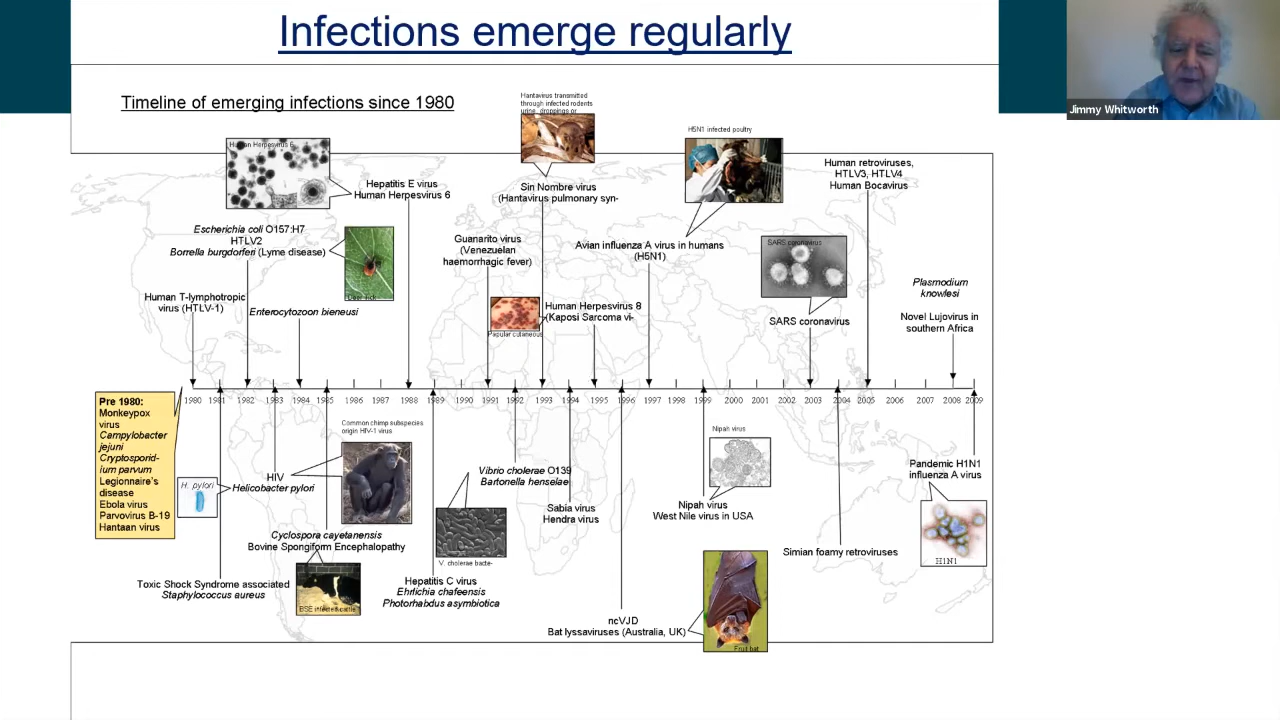 Infections emerge regularly
Jimmy Whitworth
Timeline of emerging infections since 1980
Hantavirus transmitted
through infected rodents
urine, droppings or
H5N1 infected poultry
Human Herpesvirus 6
Hepatitis E virus
Human Herpesvirus 6
Sin Nombre virus
(Hantavirus pulmonary syn-
Human retroviruses,
HTLV3, HTLV4
Human Bocavirus
Escherichia coli O157:H7
HTLV2
Borrella burgdorferi (Lyme disease)
Guanarito virus
(Venezuelan
haemorrhagic fever)
Avian influenza A virus in humans
(H5N1)
SARS coronavirus
Human T-lymphotropic
virus (HTLV-1)
Enterocytozoon bieneusi
Papular cutaneous
Human Herpesvirus 8
(Kaposi Sarcoma vi-
SARS coronavirus
Plasmodium
knowlesi
Novel Lujovirus in
southern Africa
1980 1981 1982 1983 1984 1985 1986 1987 1988 1989 1990 1991 1992 1993 1994 1995 1996 1997 1998 1999 2000 2001 2002 2003 2004 2005 2006 2007 2008 2009
Pre 1980:
Monkeypox
virus
Campylobacter
jejuni
Cryptosporid-
ium parvum
Legionnaire's
disease
Ebola virus
Parvovirus B-19
Hantaan virus
H. pylori
HIV
Helicobacter pylori
Common chimp subspecies
origin HIV-1 virus
Vibrio cholerae O139
Bartonella henselae
Nipah virus
Pandemic H1N1
influenza A virus
Sabia virus
Hendra virus
Nipah virus
West Nile virus in USA
Cyclospora cayetanensis
Bovine Spongiform Encephalopathy
V. cholerae bacte-
Simian foamy retroviruses
H1N1
Toxic Shock Syndrome associated
Staphylococcus aureus
BSE infected cattle
Hepatitis C virus
Ehrlichia chafeensis
Photorhabdus asymbiotica
ncVJD
Bat lyssaviruses (Australia, UK)
Fruit bat